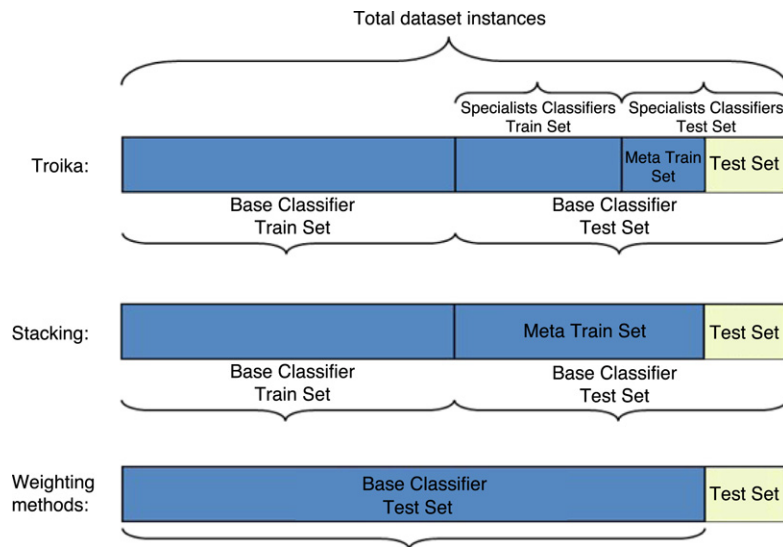 Total dataset instances
Specialists Classifiers
Train Set
Specialists Classifiers
Test Set
Troika:
Meta Train
Set
Test Set
Base Classifier
Train Set
Base Classifier
Test Set
Stacking:
Meta Train Set
Test Set
Base Classifier
Train Set
Base Classifier
Test Set
Weighting
methods:
Base Classifier
Test Set
Test Set